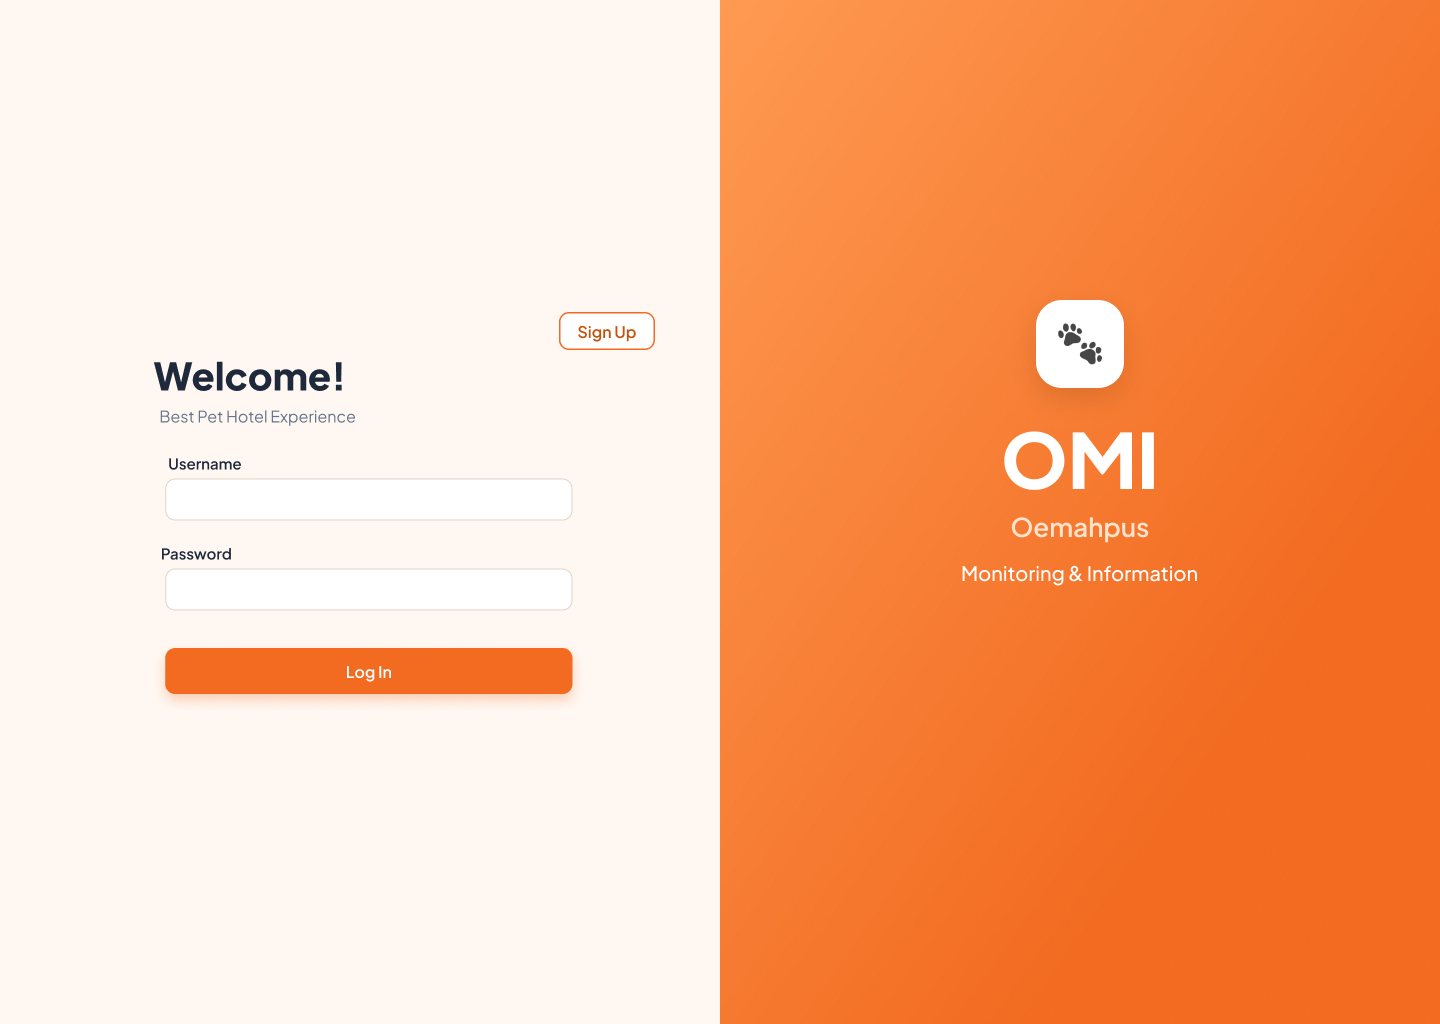 Sign Up
Welcome!
Best Pet Hotel Experience
Username
Password
Log In
OMI
Oemahpus
Monitoring & Information